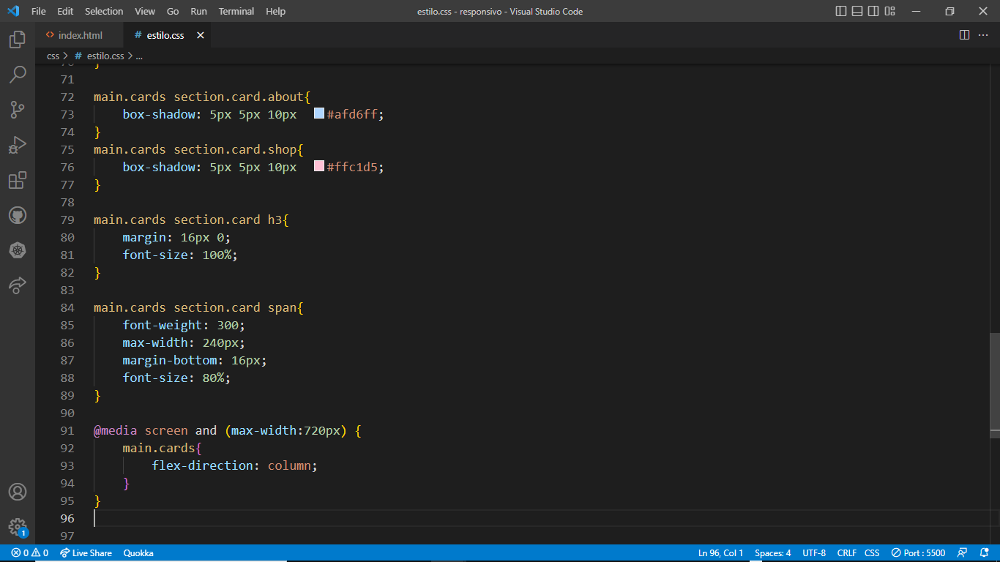 File Edit Selection View Go Run Terminal Help estilo.css - responsivo - Visual Studio Code
<> index.html # estilo.css
css > # estilo.css > ...
70 }
71
72 main.cards section.card.about{
73 box-shadow: 5px 5px 10px #afd6ff;
74 }
75 main.cards section.card.shop{
76 box-shadow: 5px 5px 10px #ffc1d5;
77 }
78
79 main.cards section.card h3{
80 margin: 16px 0;
81 font-size: 100%;
82 }
83
84 main.cards section.card span{
85 font-weight: 300;
86 max-width: 240px;
87 margin-bottom: 16px;
88 font-size: 80%;
89 }
90
91 @media screen and (max-width:720px) {
92 main.cards{
93 flex-direction: column;
94 }
95 }
96
97
1
0 0 Live Share Quokka Ln 96, Col 1 Spaces: 4 UTF-8 CRLF CSS Port : 5500